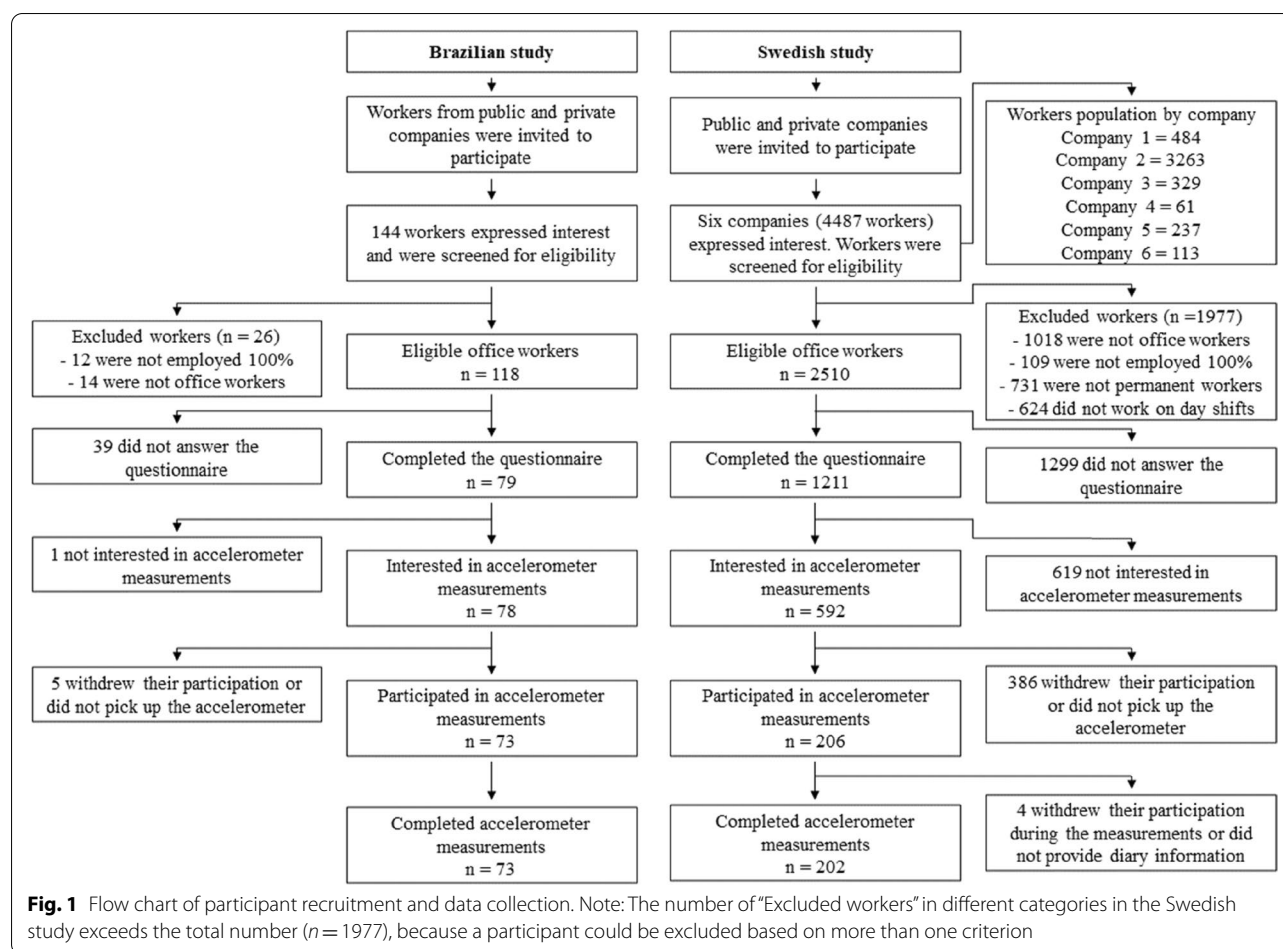 Brazilian study
Swedish study
Workers from public and private
companies were invited to
participate
Public and private companies
were invited to participate
Workers population by company
Company 1 = 484
Company 2 = 3263
Company 3 = 329
Company 4 = 61
Company 5 = 237
Company 6 = 113
144 workers expressed interest
and were screened for eligibility
Six companies (4487 workers)
expressed interest. Workers were
screened for eligibility
Excluded workers (n = 26)
- 12 were not employed 100%
- 14 were not office workers
Eligible office workers
n = 118
Eligible office workers
n = 2510
Excluded workers (n =1977)
- 1018 were not office workers
- 109 were not employed 100%
- 731 were not permanent workers
- 624 did not work on day shifts
39 did not answer the
questionnaire
Completed the questionnaire
n = 79
Completed the questionnaire
n = 1211
1299 did not answer the
questionnaire
1 not interested in accelerometer
measurements
Interested in accelerometer
measurements
n = 78
Interested in accelerometer
measurements
n = 592
619 not interested in
accelerometer measurements
5 withdrew their participation or
did not pick up the accelerometer
Participated in accelerometer
measurements
n = 73
Participated in accelerometer
measurements
n = 206
386 withdrew their participation
or did not pick up the
accelerometer
Completed accelerometer
measurements
n = 73
Completed accelerometer
measurements
n = 202
4 withdrew their participation
during the measurements or did
not provide diary information
Fig. 1 Flow chart of participant recruitment and data collection. Note: The number of “Excluded workers” in different categories in the Swedish
study exceeds the total number (n = 1977), because a participant could be excluded based on more than one criterion